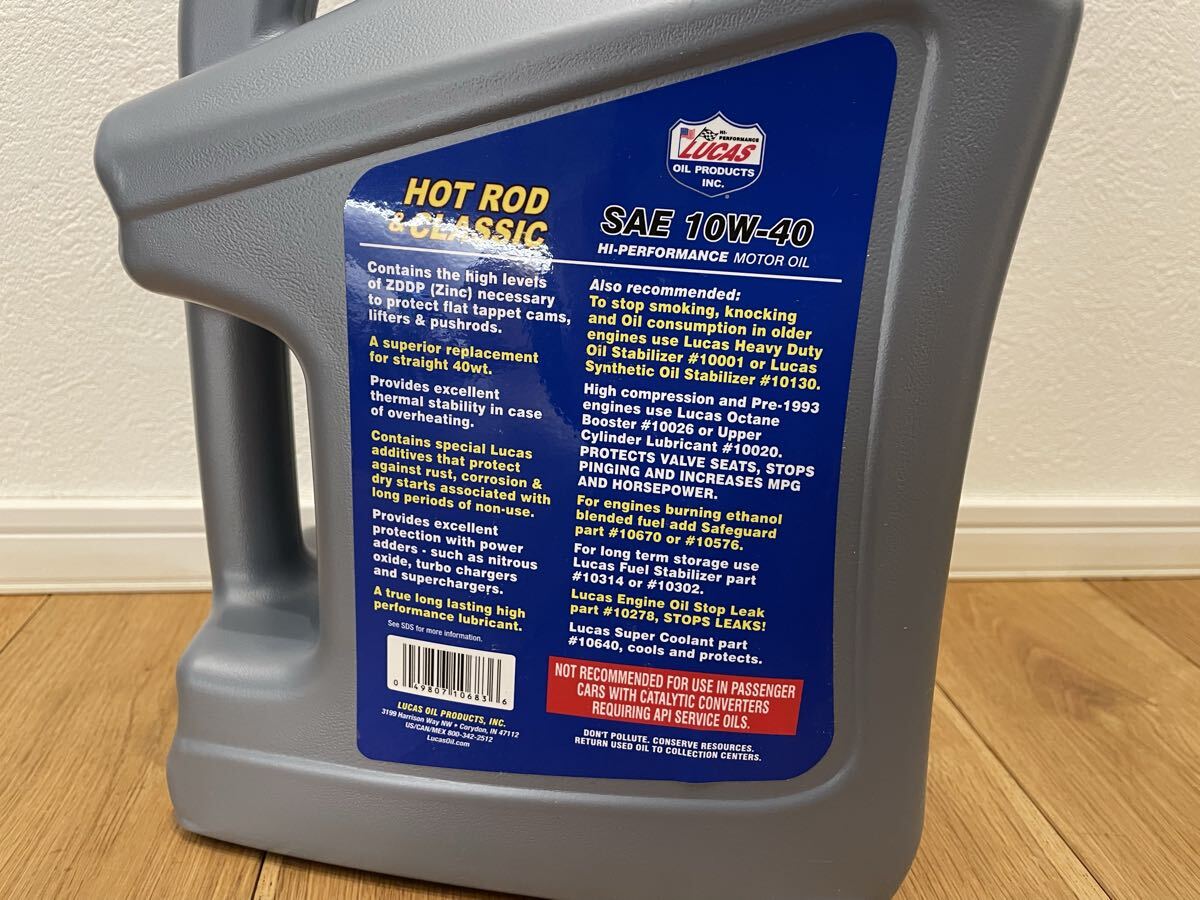 HI-
PERFORMANCE
LUCAS
OIL PRODUCTS
INC.
HOT ROD
& CLASSIC
SAE 10W-40
HI-PERFORMANCE MOTOR OIL
Contains the high levels
of ZDDP (Zinc) necessary
to protect flat tappet cams,
lifters & pushrods.
A superior replacement
for straight 40wt.
Provides excellent
thermal stability in case
of overheating.
Contains special Lucas
additives that protect
against rust, corrosion &
dry starts associated with
long periods of non-use.
Provides excellent
protection with power
adders - such as nitrous
oxide, turbo chargers
and superchargers.
A true long lasting high
performance lubricant.
See SDS for more information.
0 49807 10683 6
LUCAS OIL PRODUCTS, INC.
3199 Harrison Way NW • Corydon, IN 47112
US/CAN/MEX 800-342-2512
LucasOil.com
Also recommended:
To stop smoking, knocking
and Oil consumption in older
engines use Lucas Heavy Duty
Oil Stabilizer #10001 or Lucas
Synthetic Oil Stabilizer #10130.
High compression and Pre-1993
engines use Lucas Octane
Booster #10026 or Upper
Cylinder Lubricant #10020.
PROTECTS VALVE SEATS, STOPS
PINGING AND INCREASES MPG
AND HORSEPOWER.
For engines burning ethanol
blended fuel add Safeguard
part #10670 or #10576.
For long term storage use
Lucas Fuel Stabilizer part
#10314 or #10302.
Lucas Engine Oil Stop Leak
part #10278, STOPS LEAKS!
Lucas Super Coolant part
#10640, cools and protects.
NOT RECOMMENDED FOR USE IN PASSENGER
CARS WITH CATALYTIC CONVERTERS
REQUIRING API SERVICE OILS.
DON'T POLLUTE. CONSERVE RESOURCES.
RETURN USED OIL TO COLLECTION CENTERS.